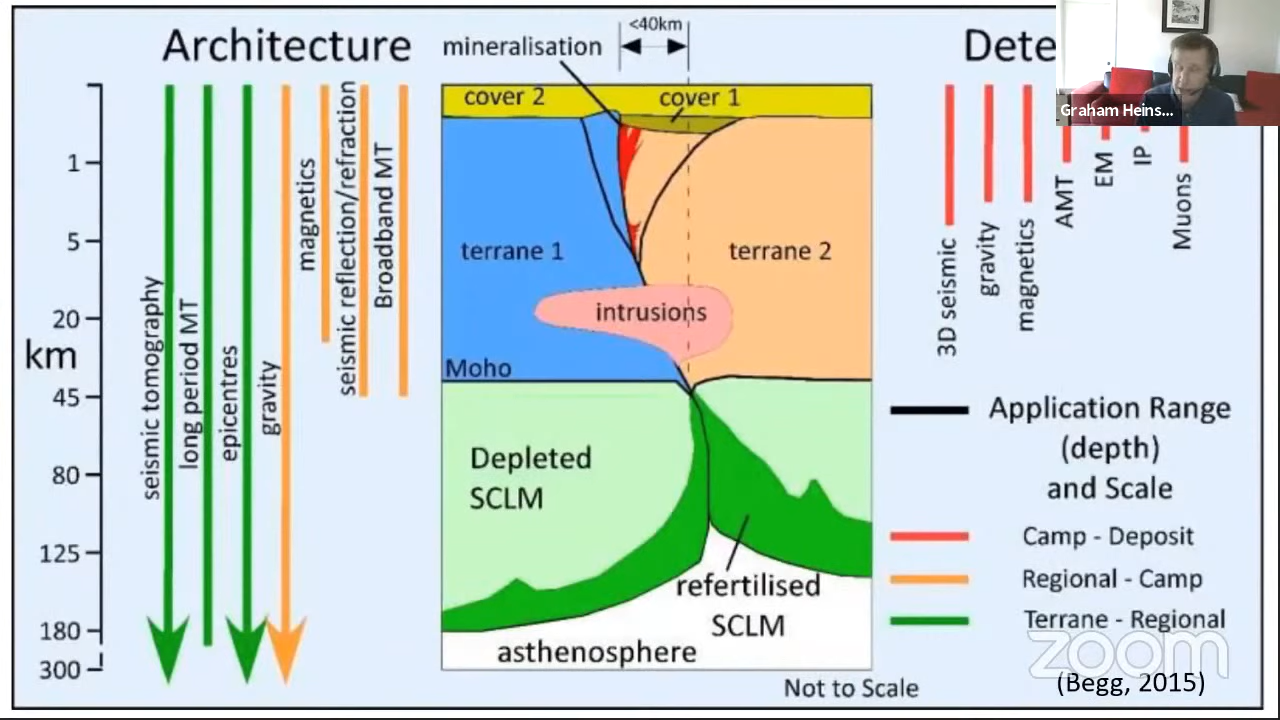 Architecture
<40km
mineralisation
Dete
Graham Heins...
cover 2
cover 1
1
5
20
km
45
80
125
180
300
seismic tomography
long period MT
epicentres
gravity
magnetics
seismic reflection/refraction
Broadband MT
terrane 1
terrane 2
intrusions
Moho
Depleted
SCLM
refertilised
SCLM
asthenosphere
Not to Scale
3D seismic
gravity
magnetics
AMT
EM
IP
Muons
Application Range
(depth)
and Scale
Camp - Deposit
Regional - Camp
Terrane - Regional
zoom
(Begg, 2015)